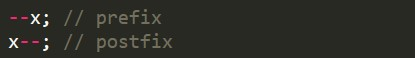 --x; // prefix
x--; // postfix